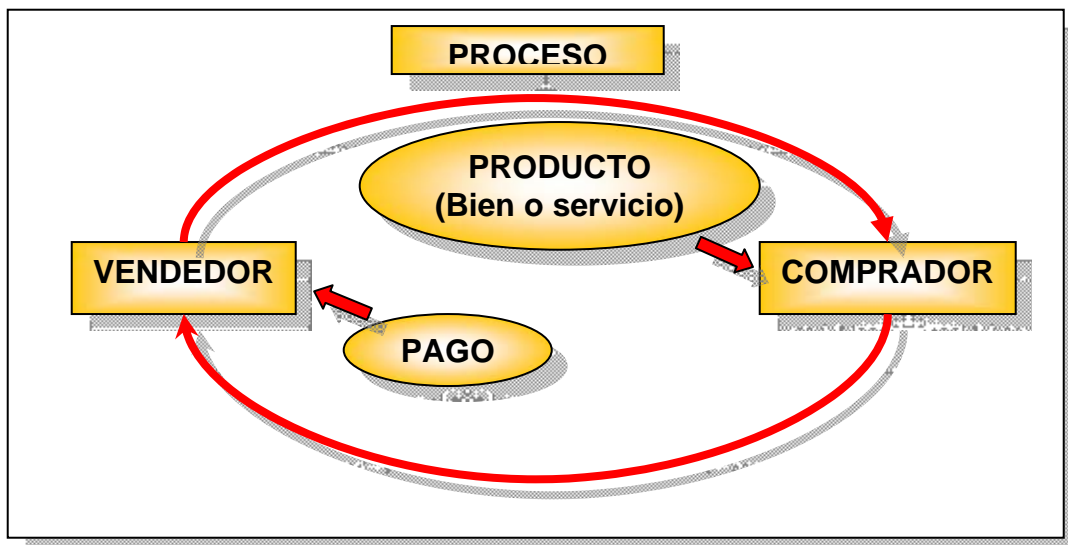 PROCESO
PRODUCTO
(Bien o servicio)
VENDEDOR
COMPRADOR
PAGO